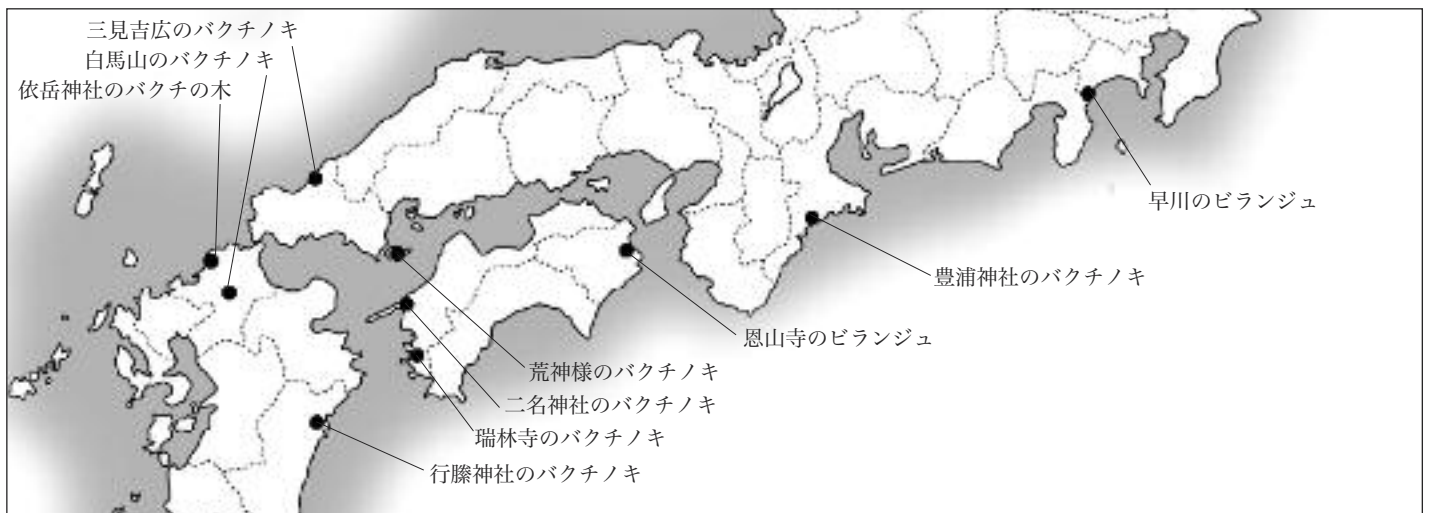 三見吉広のバクチノキ
白馬山のバクチノキ
依岳神社のバクチの木
早川のビランジュ
豊浦神社のバクチノキ
恩山寺のビランジュ
荒神様のバクチノキ
二名神社のバクチノキ
瑞林寺のバクチノキ
行縢神社のバクチノキ